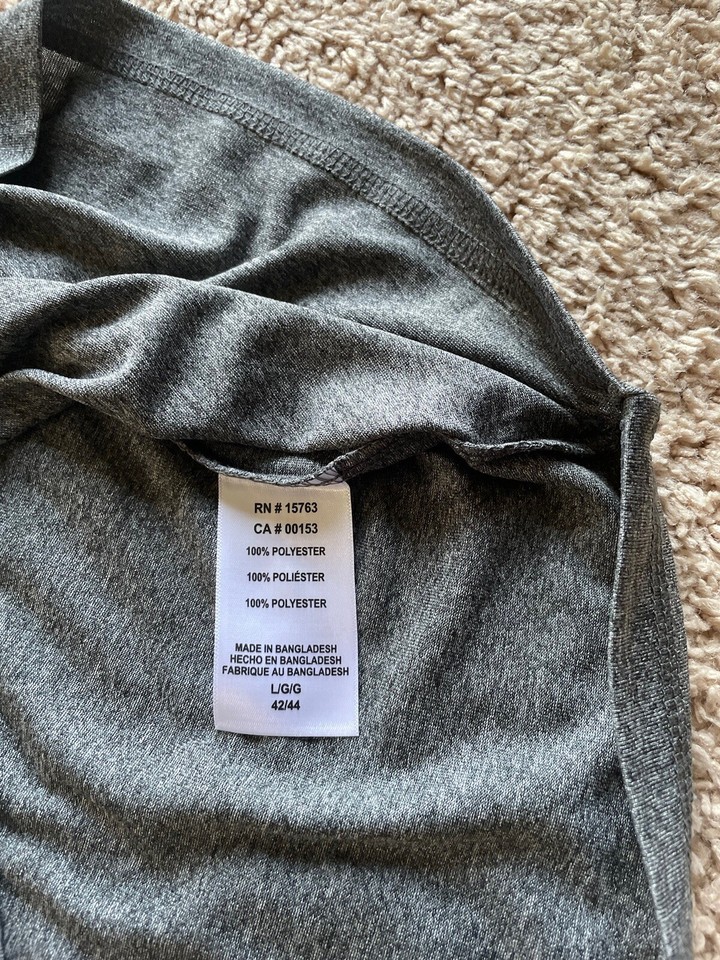 RN # 15763
CA # 00153
100% POLYESTER
100% POLIÉSTER
100% POLYESTER
MADE IN BANGLADESH
HECHO EN BANGLADESH
FABRIQUE AU BANGLADESH
L/G/G
42/44